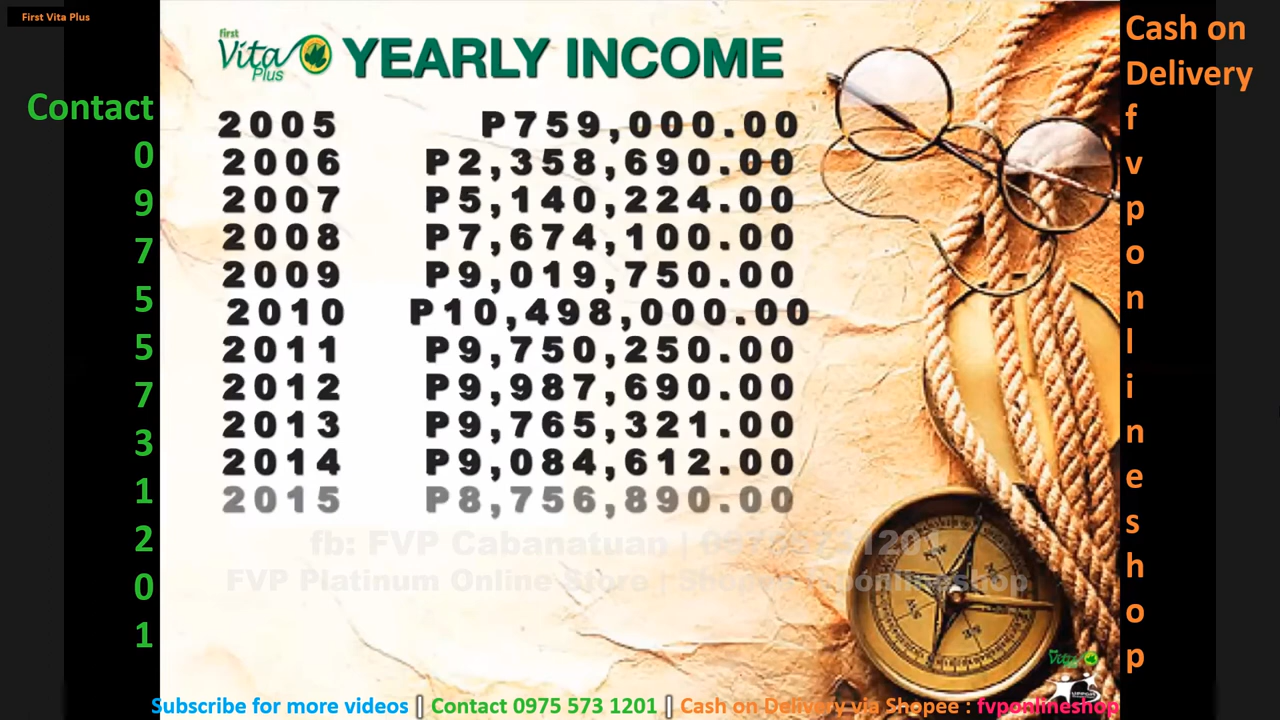 First Vita Plus
first
Vita
Plus
YEARLY INCOME
2005 P759,000.00
2006 P2,358,690.00
2007 P5,140,224.00
2008 P7,674,100.00
2009 P9,019,750.00
2010 P10,498,000.00
2011 P9,750,250.00
2012 P9,987,690.00
2013 P9,765,321.00
2014 P9,084,612.00
2015 P8,756,890.00
fb: FVP Cabanatuan | 09755731201
FVP Platinum Online Store | Shopee fvponlineshop
Contact
0
9
7
5
5
7
3
1
2
0
1
Cash on
Delivery
f
v
p
o
n
l
i
n
e
s
h
o
p
Vita
Subscribe for more videos | Contact 0975 573 1201 | Cash on Delivery via Shopee : fvponlineshop